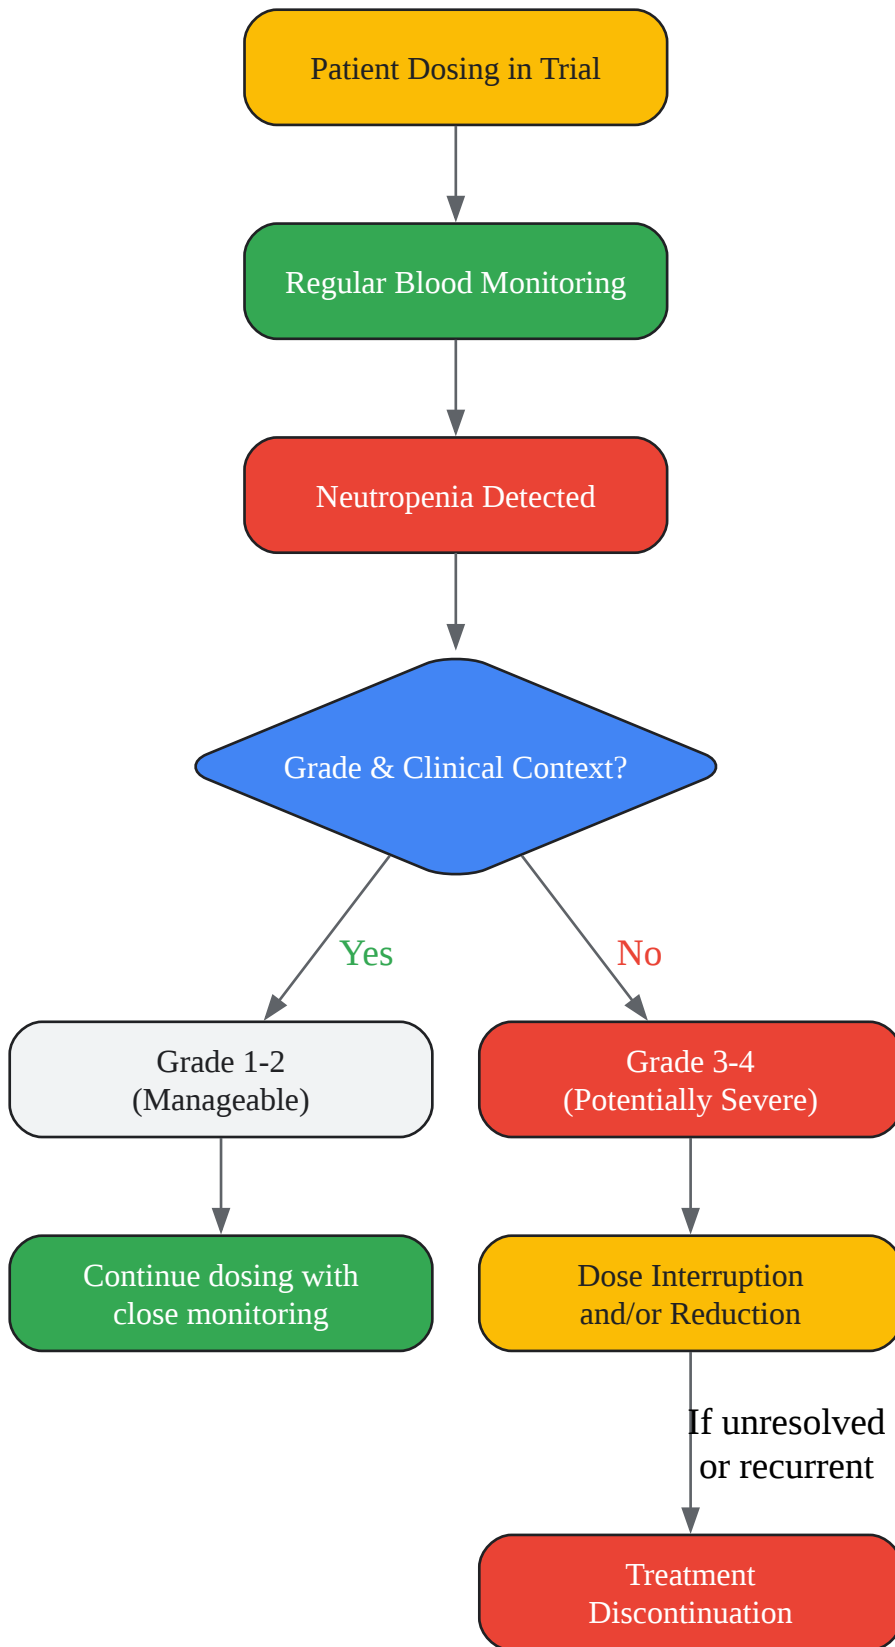 Patient Dosing in Trial
Regular Blood Monitoring
Neutropenia Detected
Grade & Clinical Context?
Yes
No
Grade 1-2
(Manageable)
Grade 3-4
(Potentially Severe)
Continue dosing with
close monitoring
Dose Interruption
and/or Reduction
If unresolved
or recurrent
Treatment
Discontinuation